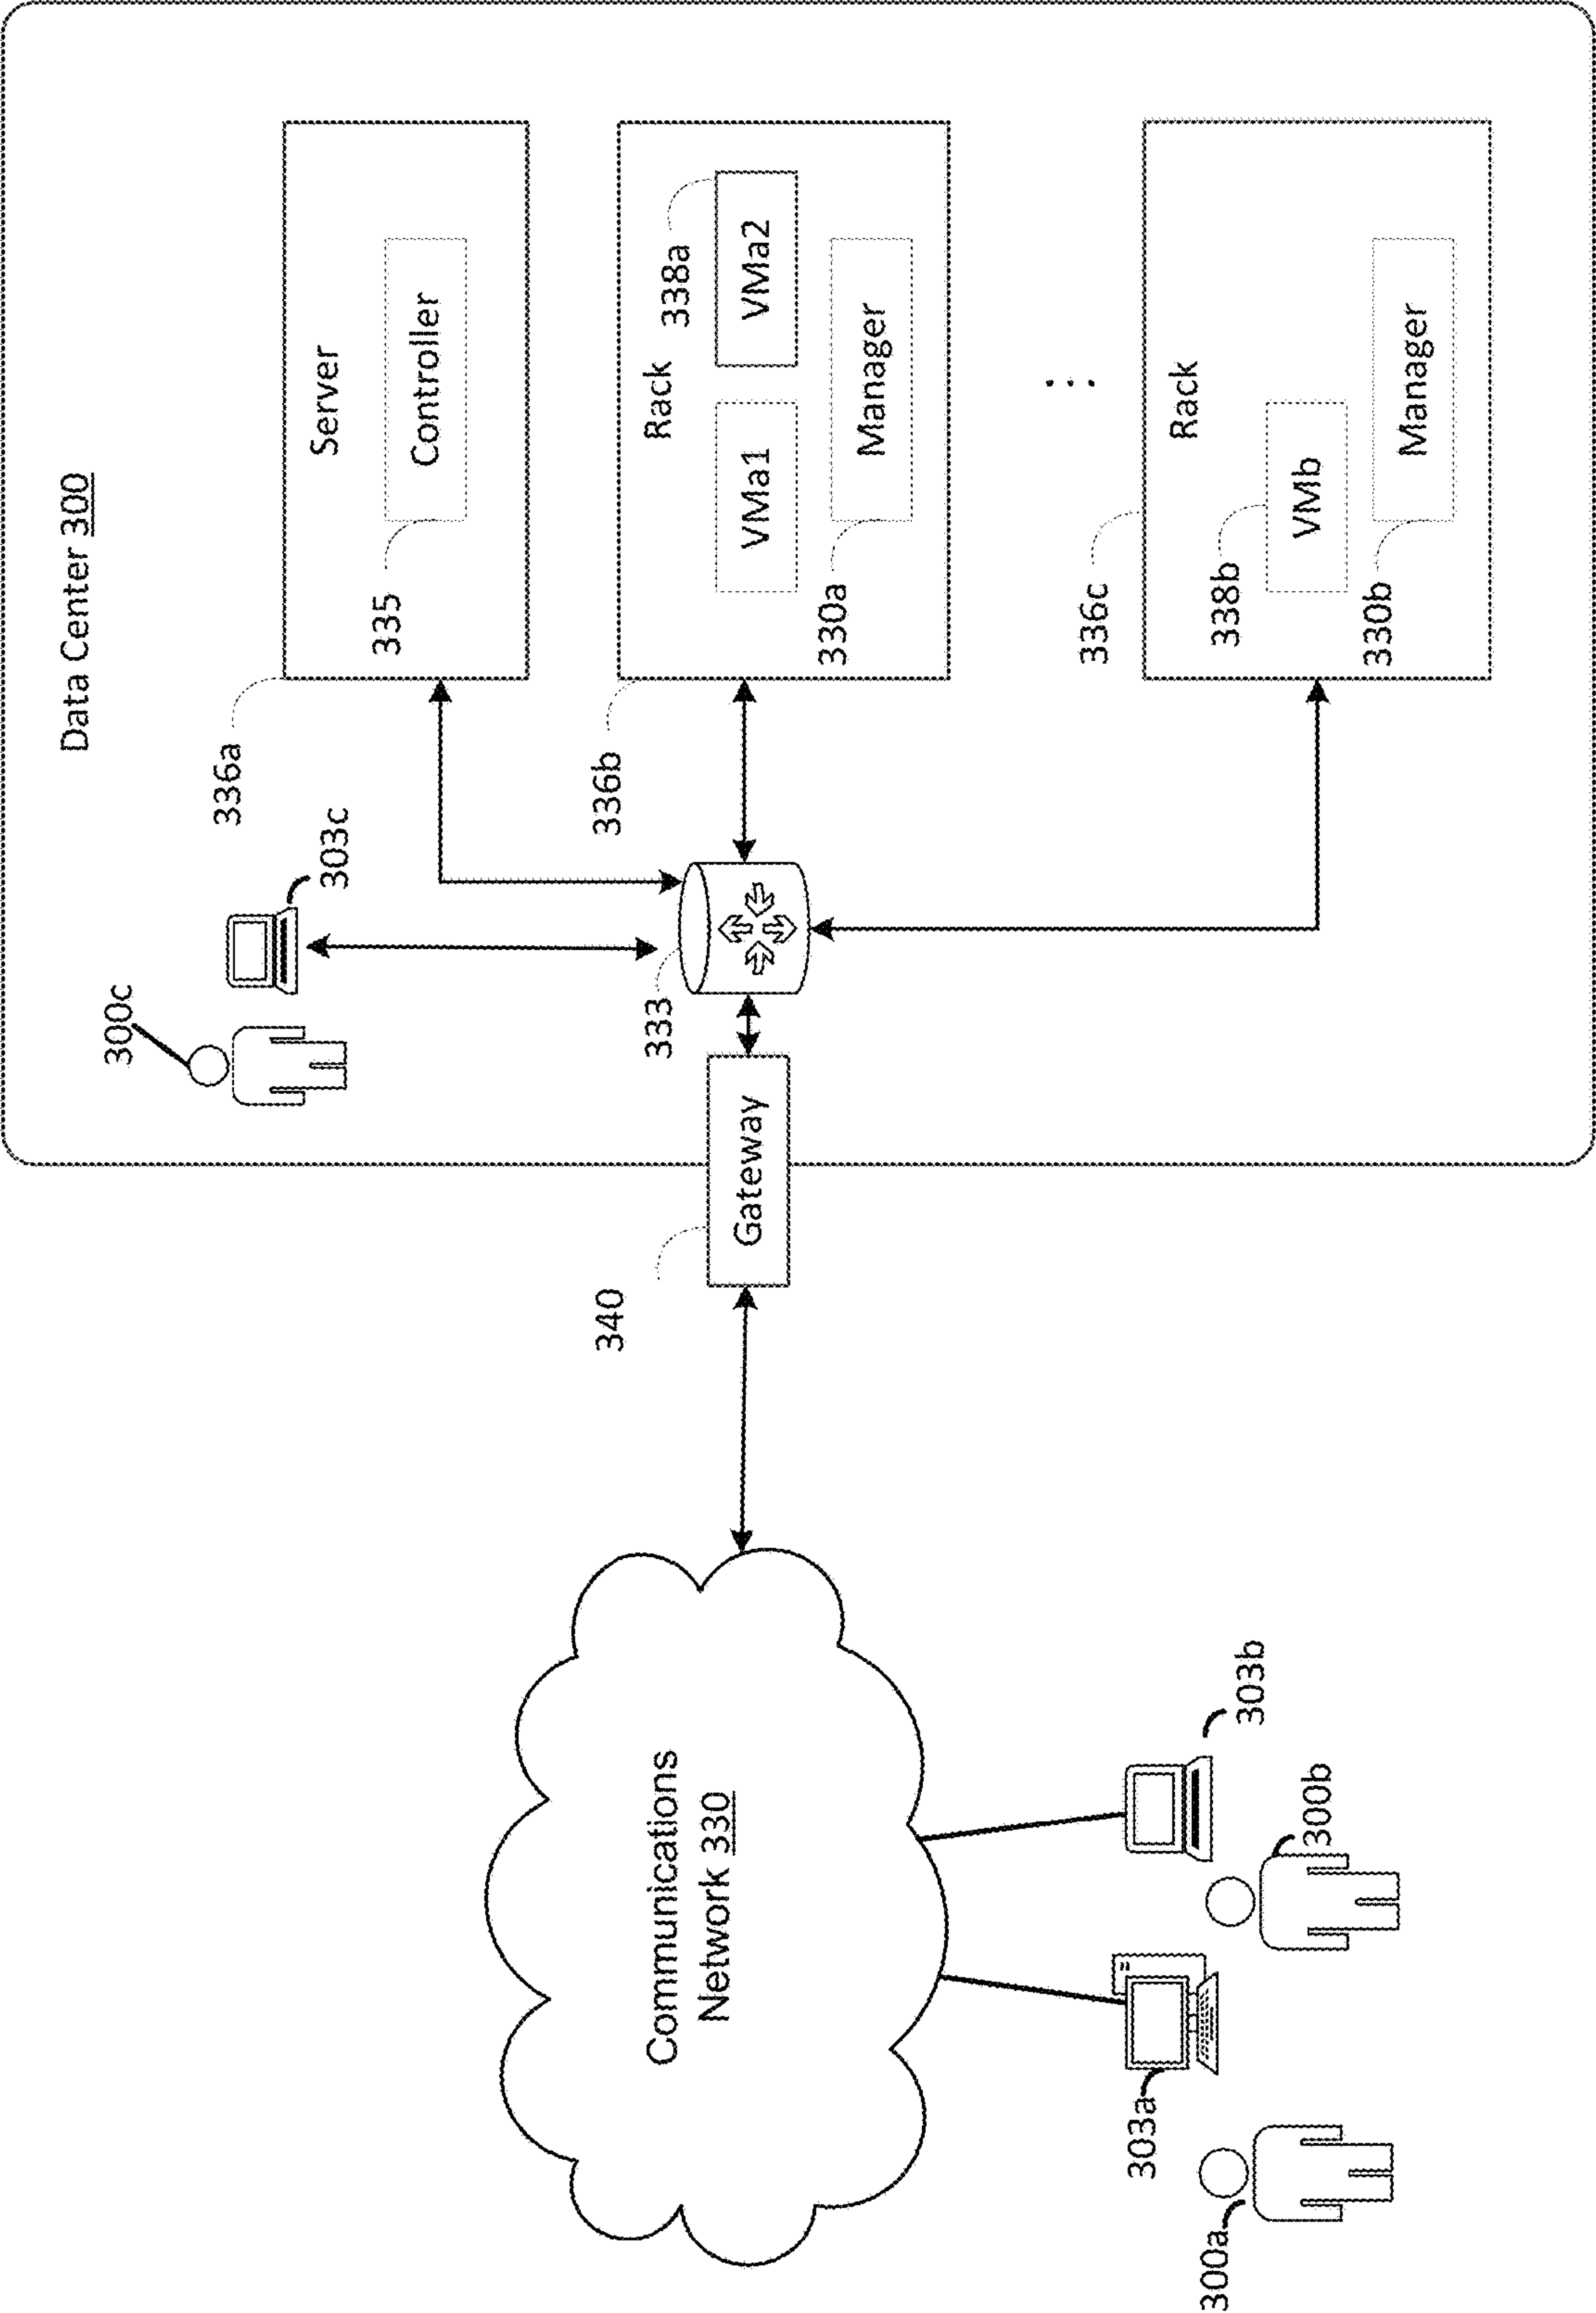 Data Center 300
300c
303c
336a
Server
335
Controller
336b
Rack
338a
VMa1
VMa2
330a
Manager
...
336c
Rack
338b
VMb
330b
Manager
333
Gateway
340
Communications
Network 330
303a
303b
300a
300b